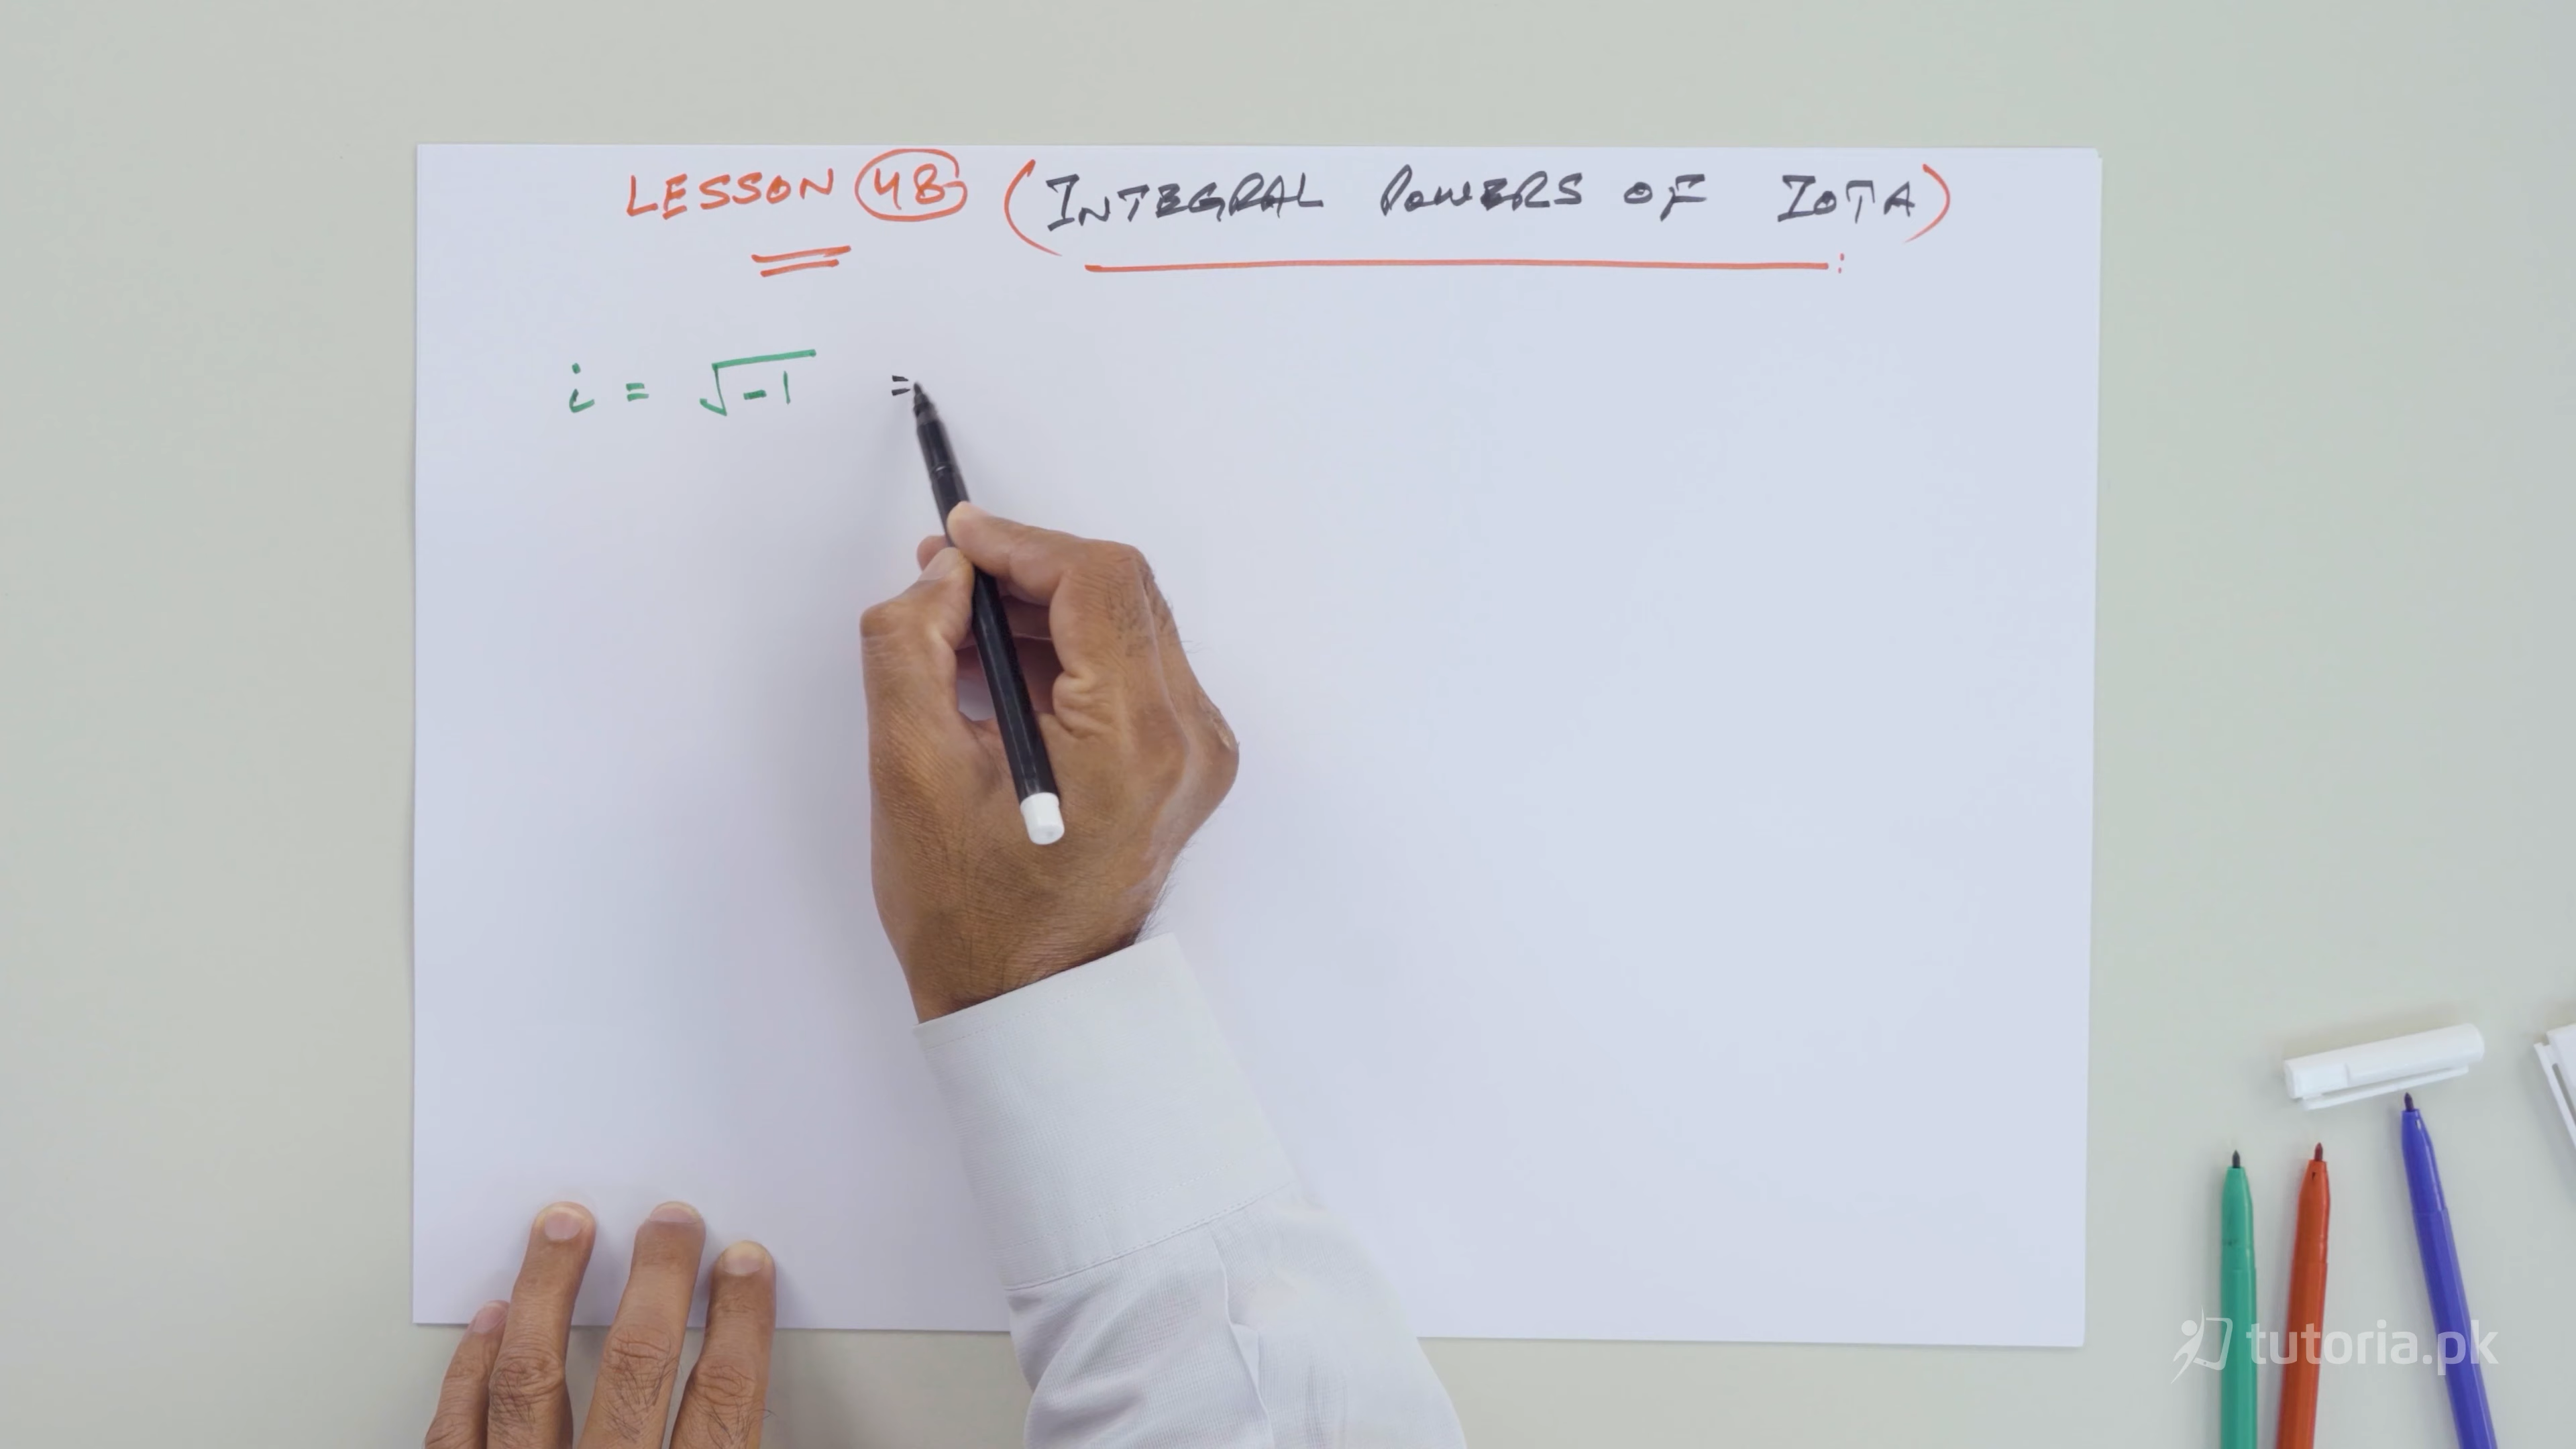 LESSON 48 (INTEGRAL POWERS OF IOTA) :
i = √-1 =
tutoria.pk